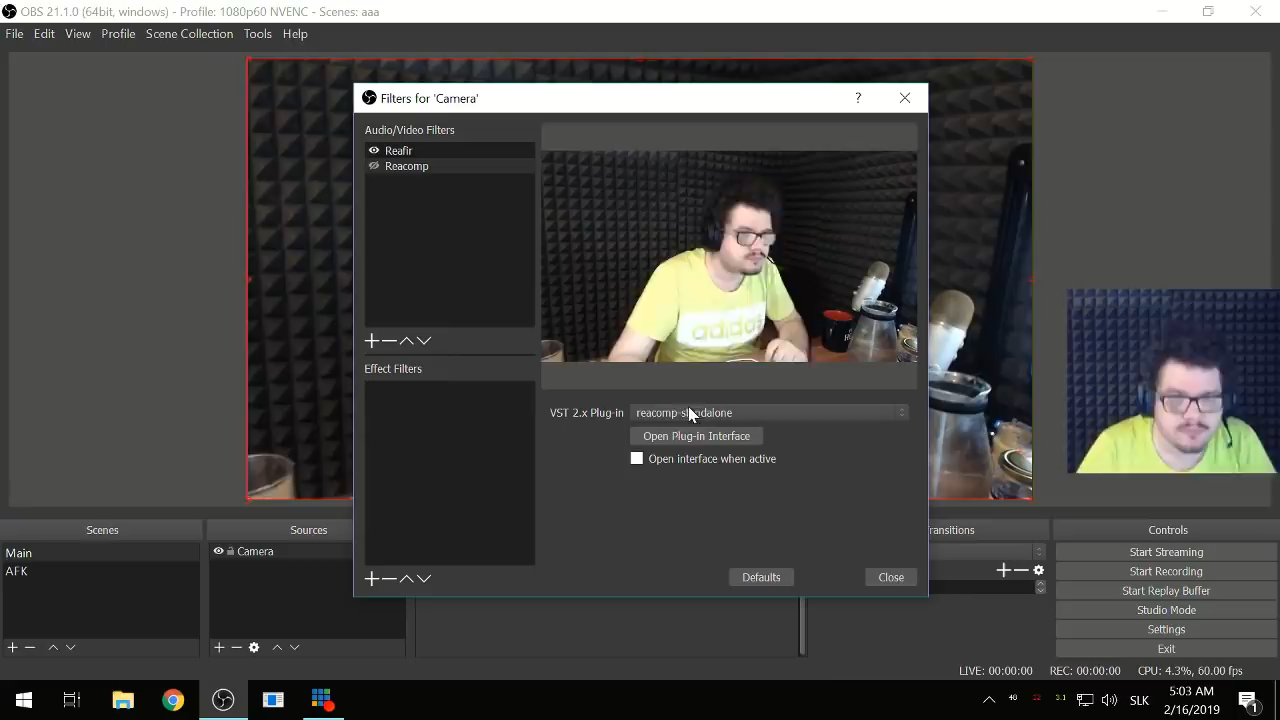 OBS 21.1.0 (64bit, windows) - Profile: 1080p60 NVENC - Scenes: aaa
File Edit View Profile Scene Collection Tools Help
Filters for 'Camera'
?
Audio/Video Filters
Reafir
Reacomp
adidas
Effect Filters
VST 2.x Plug-in
Open Plug-in Interface
Open interface when active
Defaults
Close
Scenes
Main
AFK
Sources
Camera
Controls
Start Streaming
Start Recording
Start Replay Buffer
Studio Mode
Settings
Exit
LIVE: 00:00:00 REC: 00:00:00 CPU: 4.3%, 60.00 fps
SLK
5:03 AM
2/16/2019
1